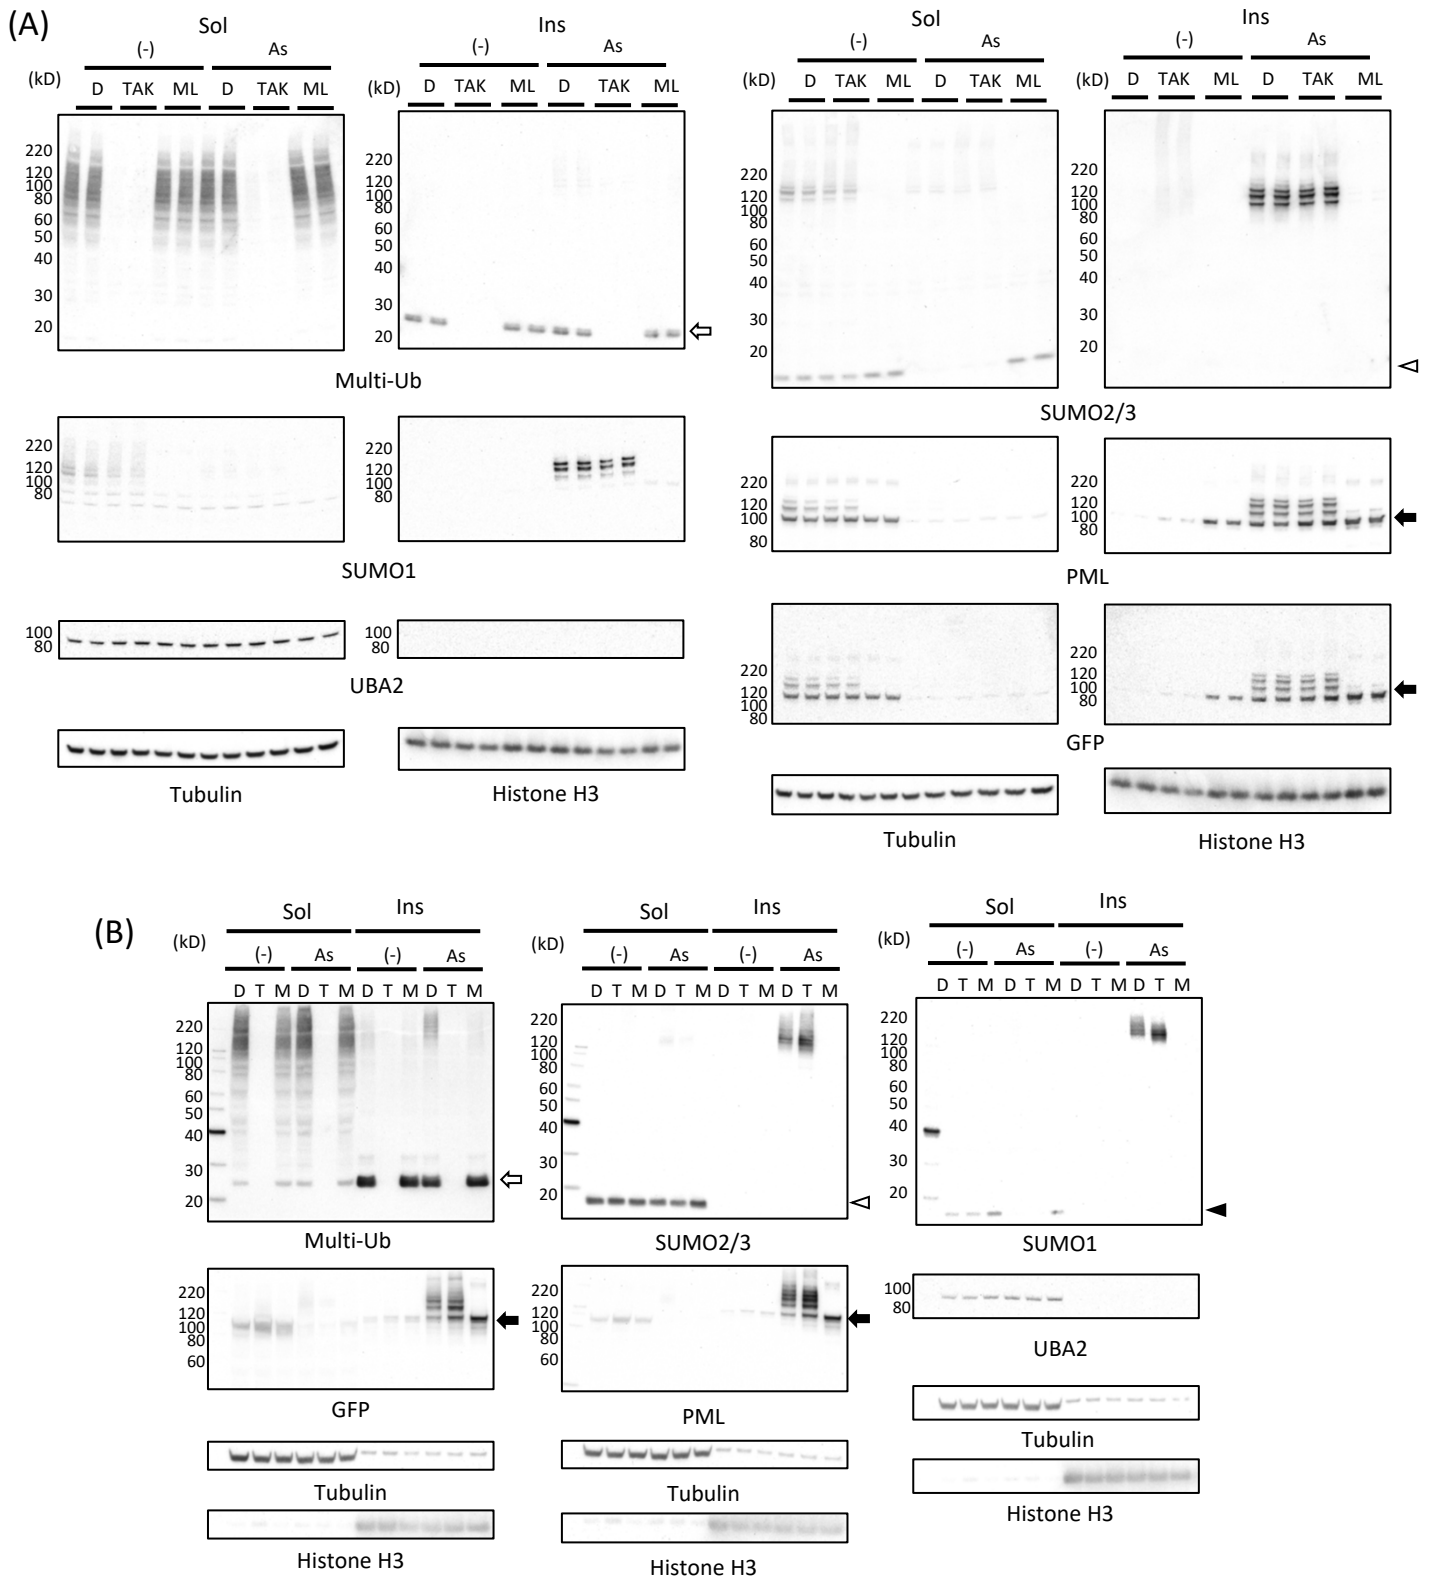 (A)
Sol
(-) As
(kD) D TAK ML D TAK ML
220
120
100
80
60
50
40
30
20
Ins
(-) As
(kD) D TAK ML D TAK ML
220
120
100
80
60
50
40
30
20
Multi-Ub
220
120
100
80
220
120
100
80
SUMO1
100
80
100
80
UBA2
Tubulin
Histone H3
Sol
(-) As
(kD) D TAK ML D TAK ML
220
120
100
80
60
50
40
30
20
Ins
(-) As
D TAK ML D TAK ML
220
120
100
80
60
50
40
30
20
SUMO2/3
220
120
100
80
220
120
100
80
PML
220
120
100
80
220
120
100
80
GFP
Tubulin
Histone H3
(B)
Sol Ins
(kD) (-) As (-) As
D T M D T M D T M D T M
220
120
100
80
60
50
40
30
20
Multi-Ub
220
120
100
80
60
GFP
Tubulin
Histone H3
Sol Ins
(kD) (-) As (-) As
D T M D T M D T M D T M
220
120
100
80
60
50
40
30
20
SUMO2/3
220
120
100
80
60
PML
Tubulin
Histone H3
Sol Ins
(kD) (-) As (-) As
D T M D T M D T M D T M
220
120
100
80
60
50
40
30
20
SUMO1
100
80
UBA2
Tubulin
Histone H3